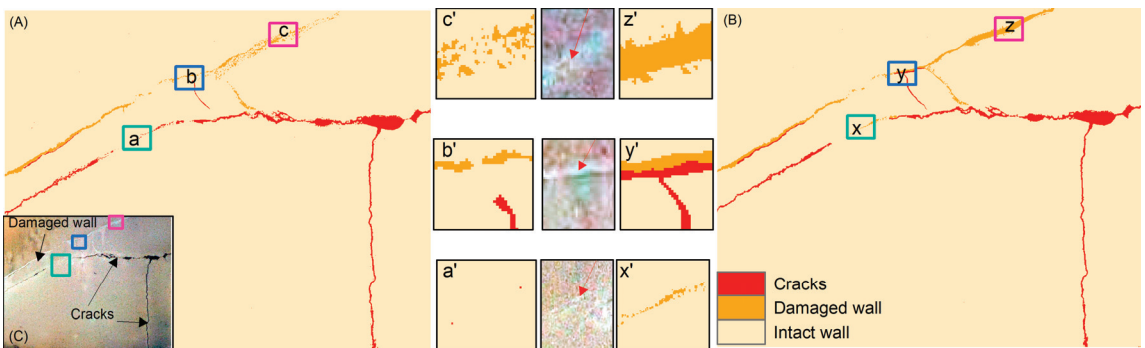 (A)
c
b
a
Damaged wall
Cracks
(C)
c'
z'
b'
y'
a'
x'
(B)
z
y
x
Cracks
Damaged wall
Intact wall